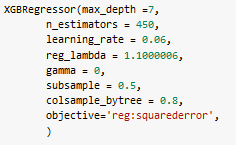 XGBRegressor(max_depth =7,
n_estimators = 450,
learning_rate = 0.06,
reg_lambda = 1.1000006,
gamma = 0,
subsample = 0.5,
colsample_bytree = 0.8,
objective='reg:squarederror',
)